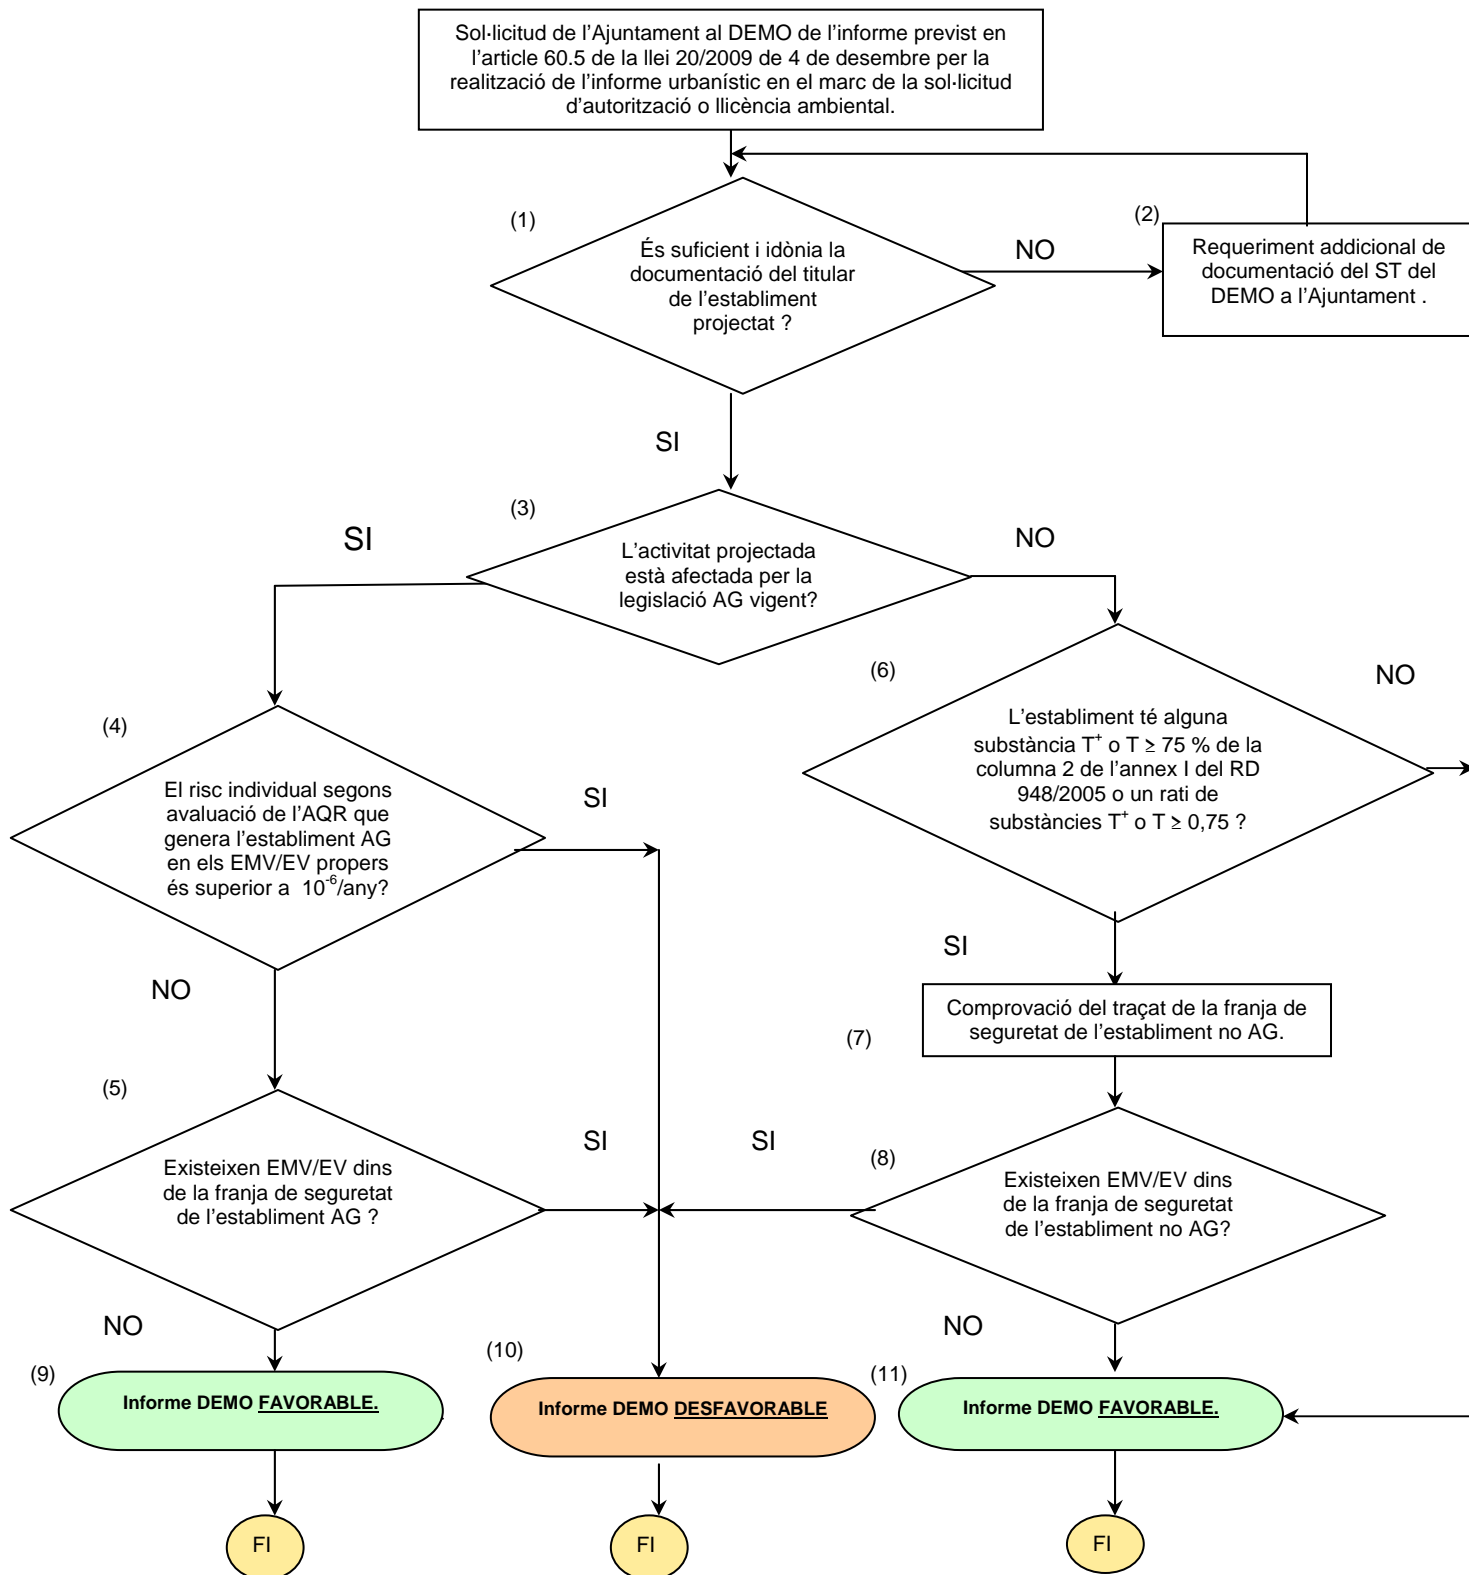 Sol·licitud de l'Ajuntament al DEMO de l'informe previst en
l'article 60.5 de la llei 20/2009 de 4 de desembre per la
realització de l'informe urbanístic en el marc de la sol·licitud
d'autorització o llicència ambiental.
(1)
És suficient i idònia la
documentació del titular
de l'establiment
projectat ?
NO
(2)
Requeriment addicional de
documentació del ST del
DEMO a l'Ajuntament .
SI
(3)
L'activitat projectada
està afectada per la
legislació AG vigent?
SI
NO
(4)
El risc individual segons
avaluació de l'AQR que
genera l'establiment AG
en els EMV/EV propers
és superior a 10⁻⁶/any?
SI
NO
(6)
L'establiment té alguna
substància T⁺ o T ≥ 75 % de la
columna 2 de l'annex I del RD
948/2005 o un rati de
substàncies T⁺ o T ≥ 0,75 ?
NO
SI
Comprovació del traçat de la franja de
seguretat de l'establiment no AG.
(7)
(5)
Existeixen EMV/EV dins
de la franja de seguretat
de l'establiment AG ?
SI
NO
SI
(8)
Existeixen EMV/EV dins
de la franja de seguretat
de l'establiment no AG?
NO
(9)
Informe DEMO FAVORABLE.
(10)
Informe DEMO DESFAVORABLE
(11)
Informe DEMO FAVORABLE.
FI
FI
FI